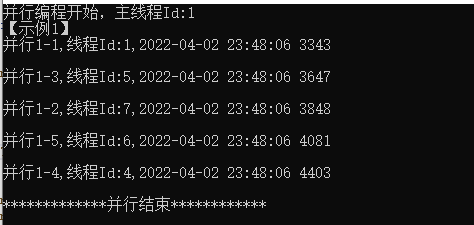 并行编程开始，主线程Id:1
【示例1】
并行1-1,线程Id:1,2022-04-02 23:48:06 3343
并行1-3,线程Id:5,2022-04-02 23:48:06 3647
并行1-2,线程Id:7,2022-04-02 23:48:06 3848
并行1-5,线程Id:6,2022-04-02 23:48:06 4081
并行1-4,线程Id:4,2022-04-02 23:48:06 4403
*************并行结束************